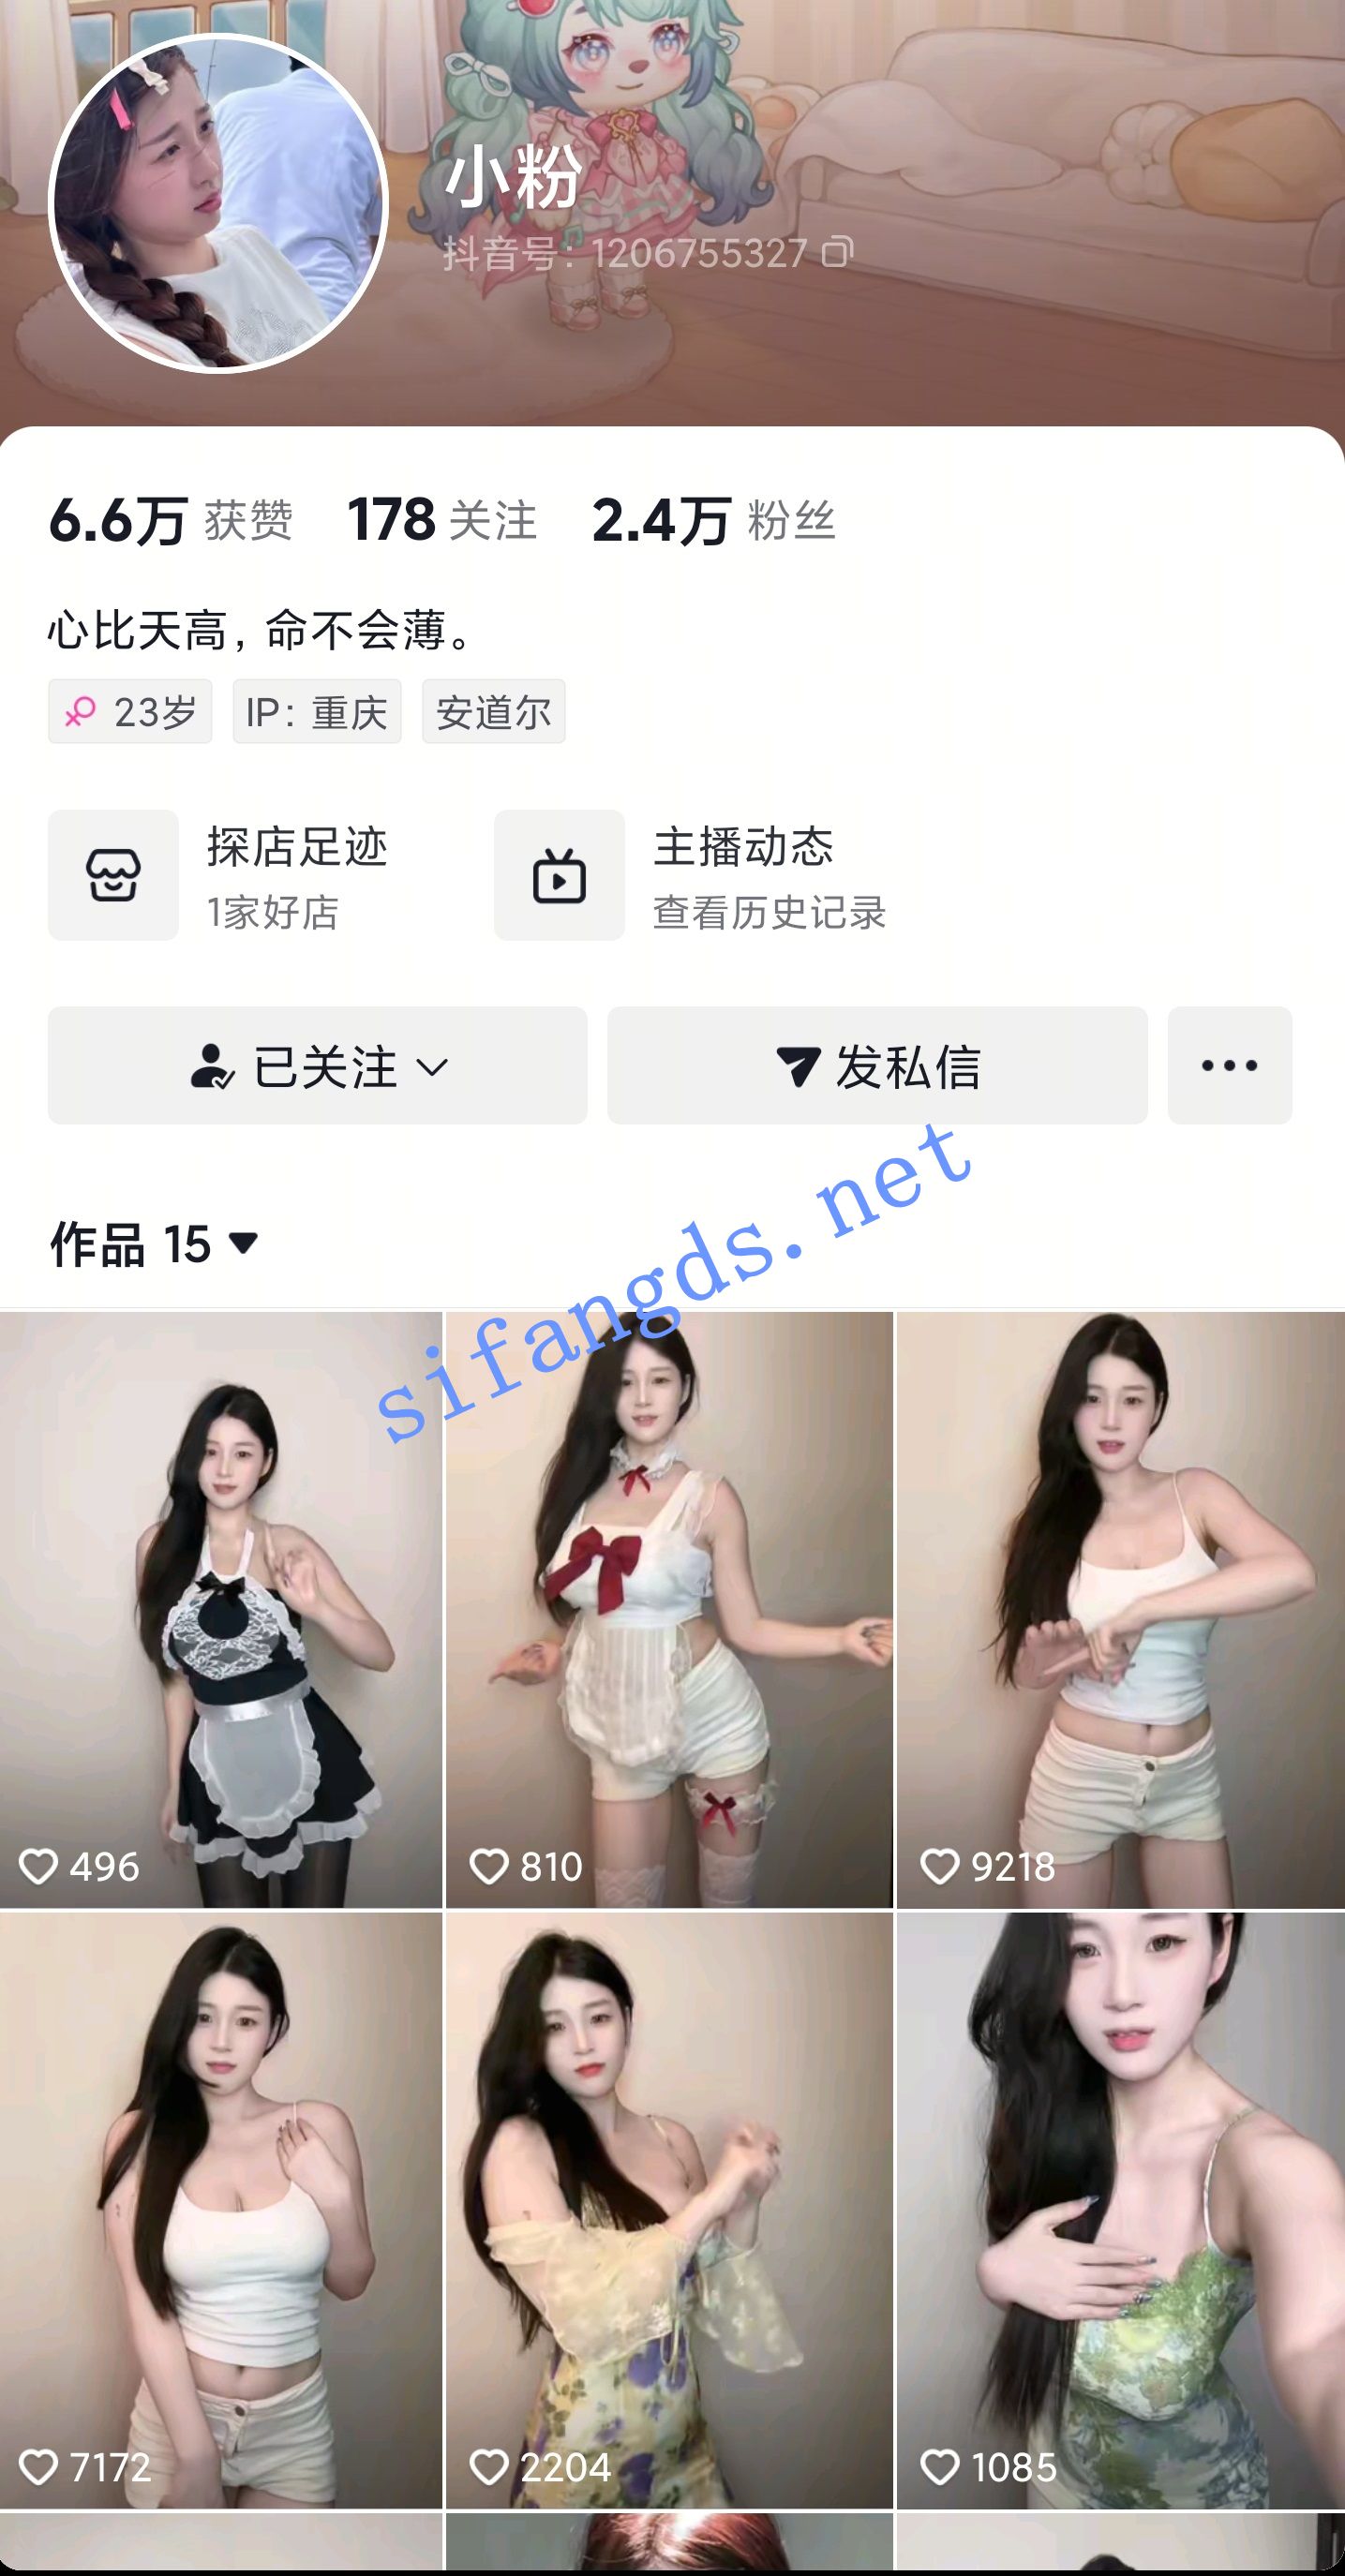 小粉
抖音号：1206755327
6.6万 获赞 178 关注 2.4万 粉丝
心比天高，命不会薄。
23岁 IP：重庆 安道尔
探店足迹 主播动态
1家好店 查看历史记录
已关注 发私信
sifangds.net
作品 15
496 810 9218
7172 2204 1085